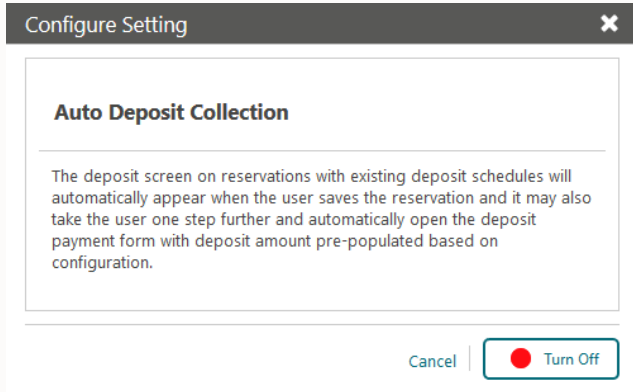 Configure Setting
Auto Deposit Collection
The deposit screen on reservations with existing deposit schedules will
automatically appear when the user saves the reservation and it may also
take the user one step further and automatically open the deposit
payment form with deposit amount pre-populated based on
configuration.
Cancel
Turn Off